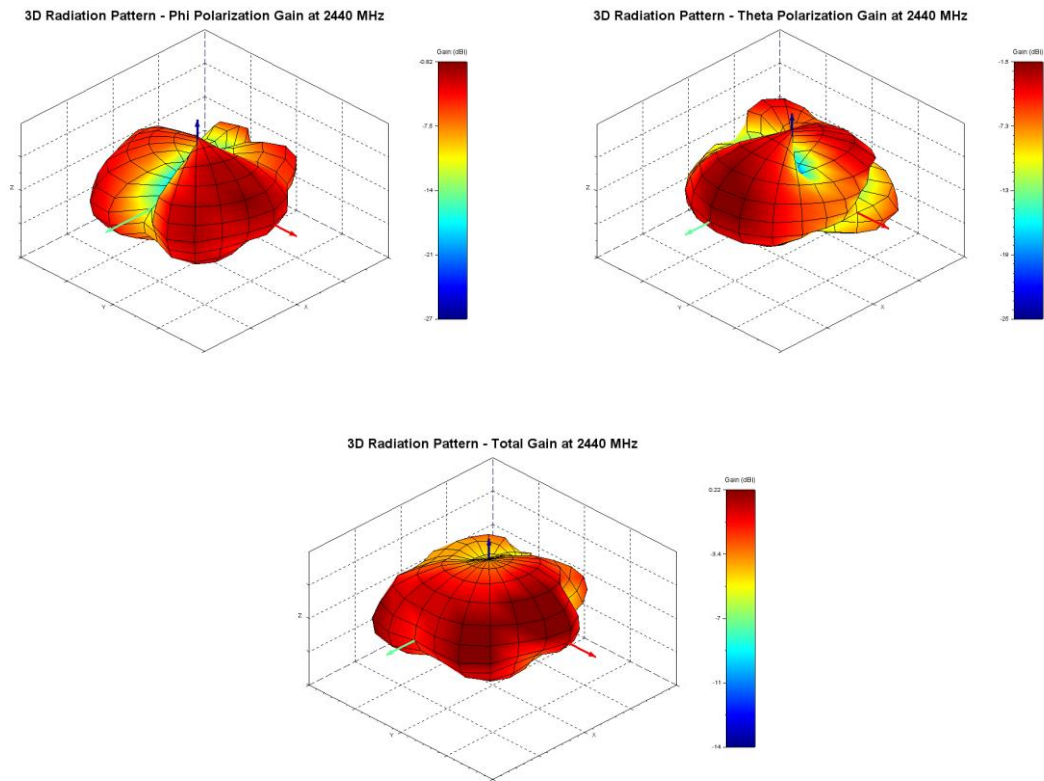 3D Radiation Pattern - Phi Polarization Gain at 2440 MHz
Gain (dBi)
-0.82
-7.5
-14
-21
-27
Z
Y
X
3D Radiation Pattern - Theta Polarization Gain at 2440 MHz
Gain (dBi)
-1.5
-7.3
-13
-19
-25
Z
Y
X
3D Radiation Pattern - Total Gain at 2440 MHz
Gain (dBi)
0.22
-3.4
-7
-11
-14
Z
Y
X